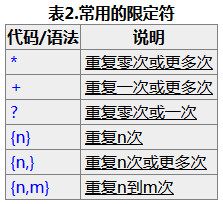 表2.常用的限定符
代码/语法 说明
* 重复零次或更多次
+ 重复一次或更多次
? 重复零次或一次
{n} 重复n次
{n,} 重复n次或更多次
{n,m} 重复n到m次